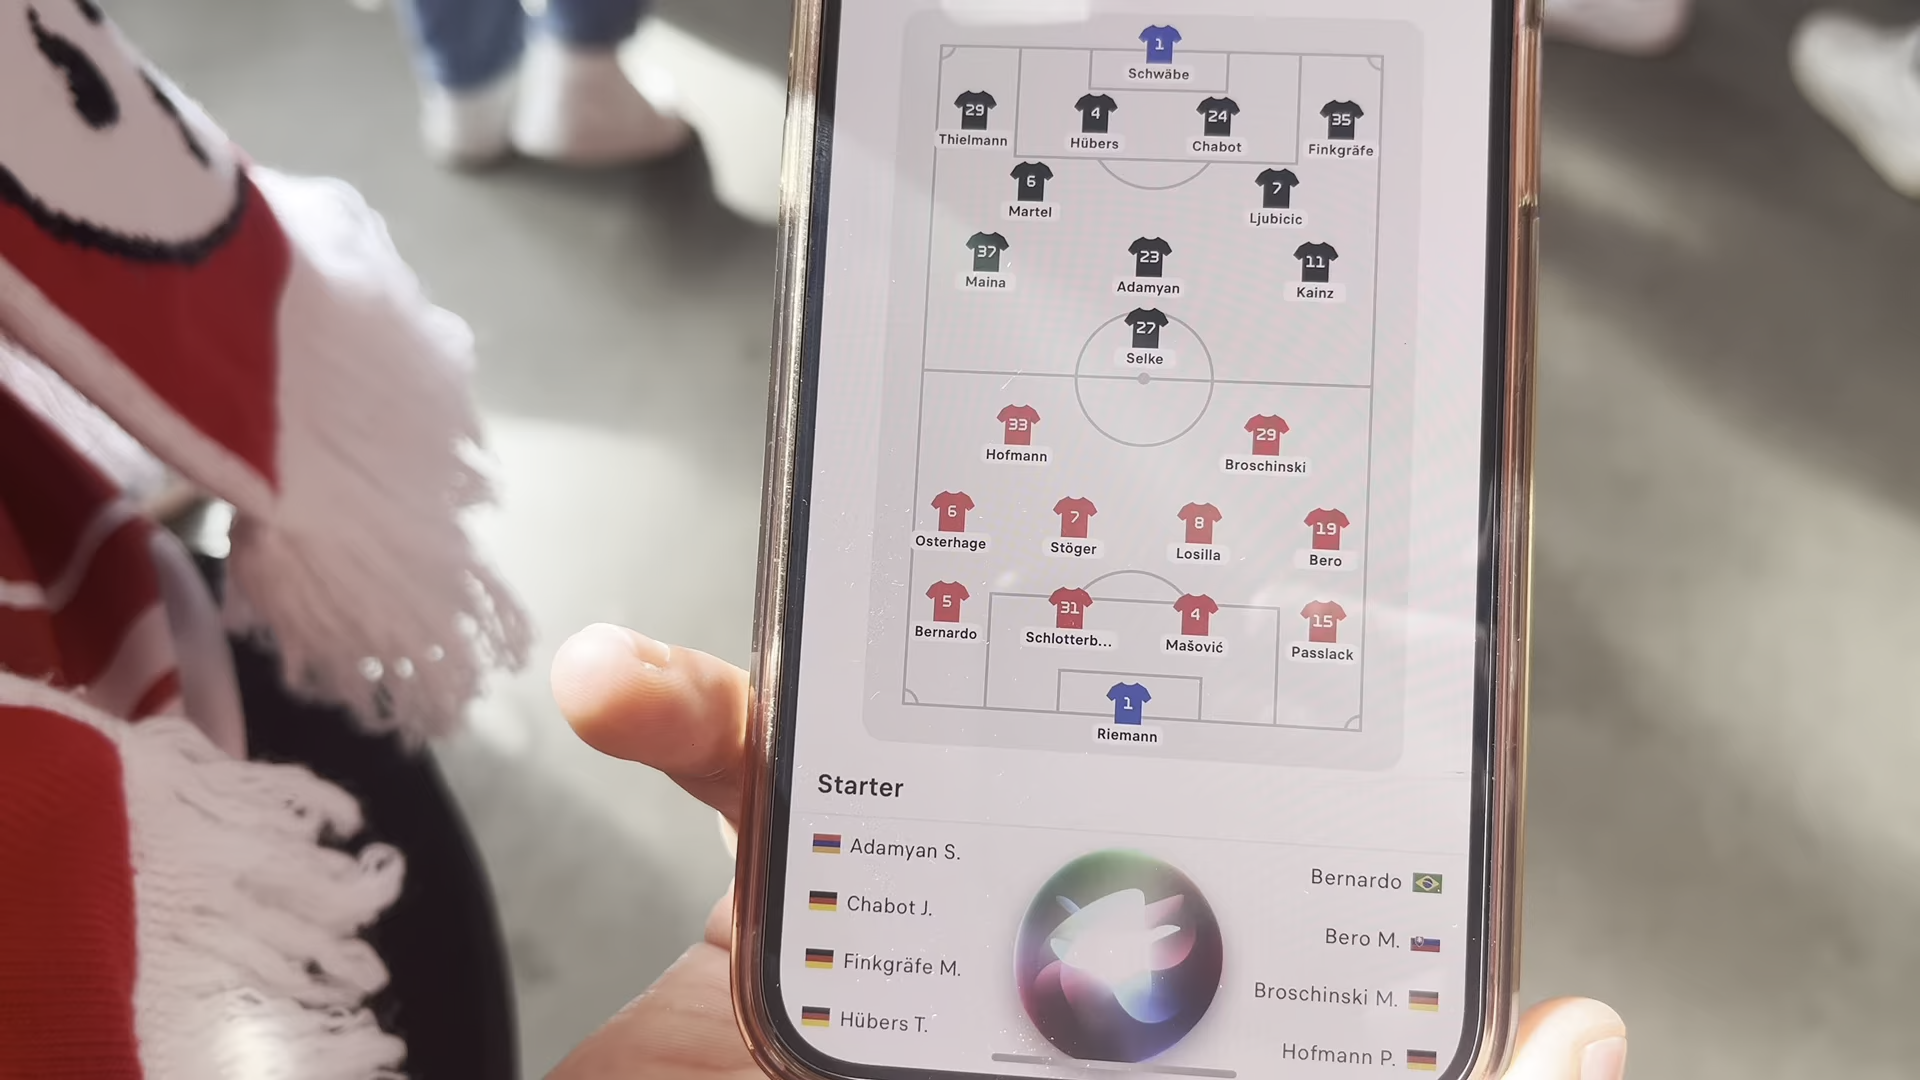 1
Schwäbe
29 4 24 35
Thielmann Hübers Chabot Finkgräfe
6 7
Martel Ljubicic
37 23 11
Maina Adamyan Kainz
27
Selke
33 29
Hofmann Broschinski
6 7 8 19
Osterhage Stöger Losilla Bero
5 31 4 15
Bernardo Schlotterb... Mašović Passlack
1
Riemann
Starter
Adamyan S. Bernardo
Chabot J. Bero M.
Finkgräfe M. Broschinski M.
Hübers T. Hofmann P.